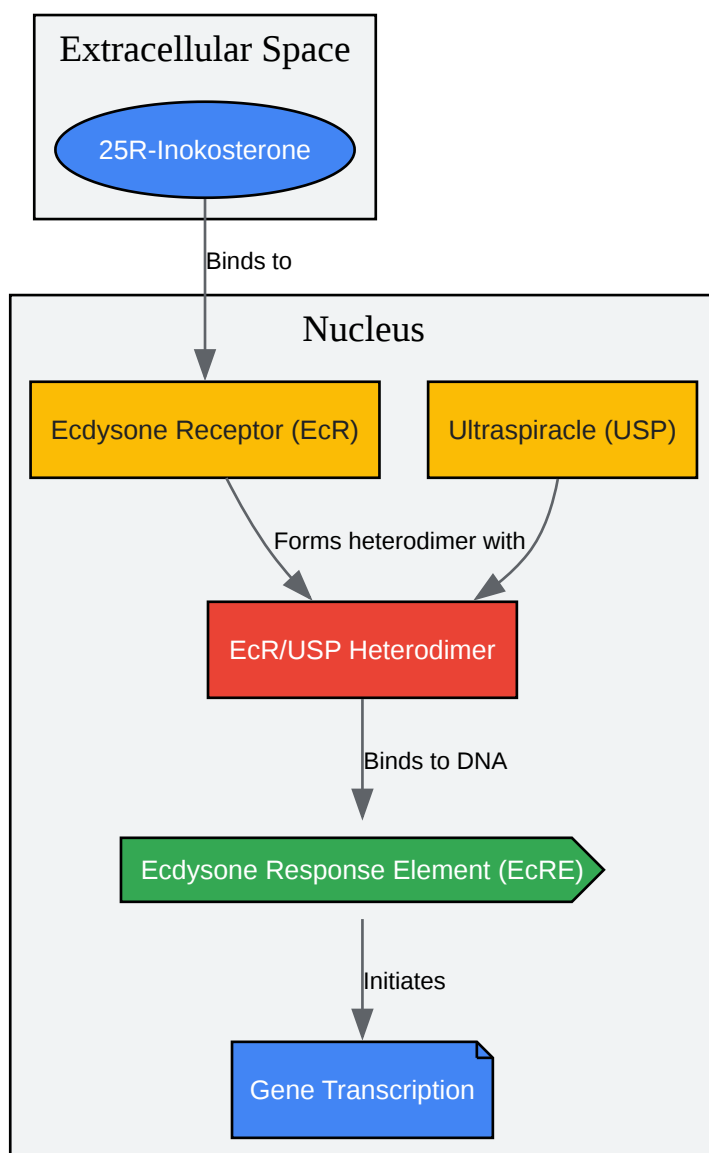 Extracellular Space
25R-Inokosterone
Binds to
Nucleus
Ecdysone Receptor (EcR)
Ultraspiracle (USP)
Forms heterodimer with
EcR/USP Heterodimer
Binds to DNA
Ecdysone Response Element (EcRE)
Initiates
Gene Transcription